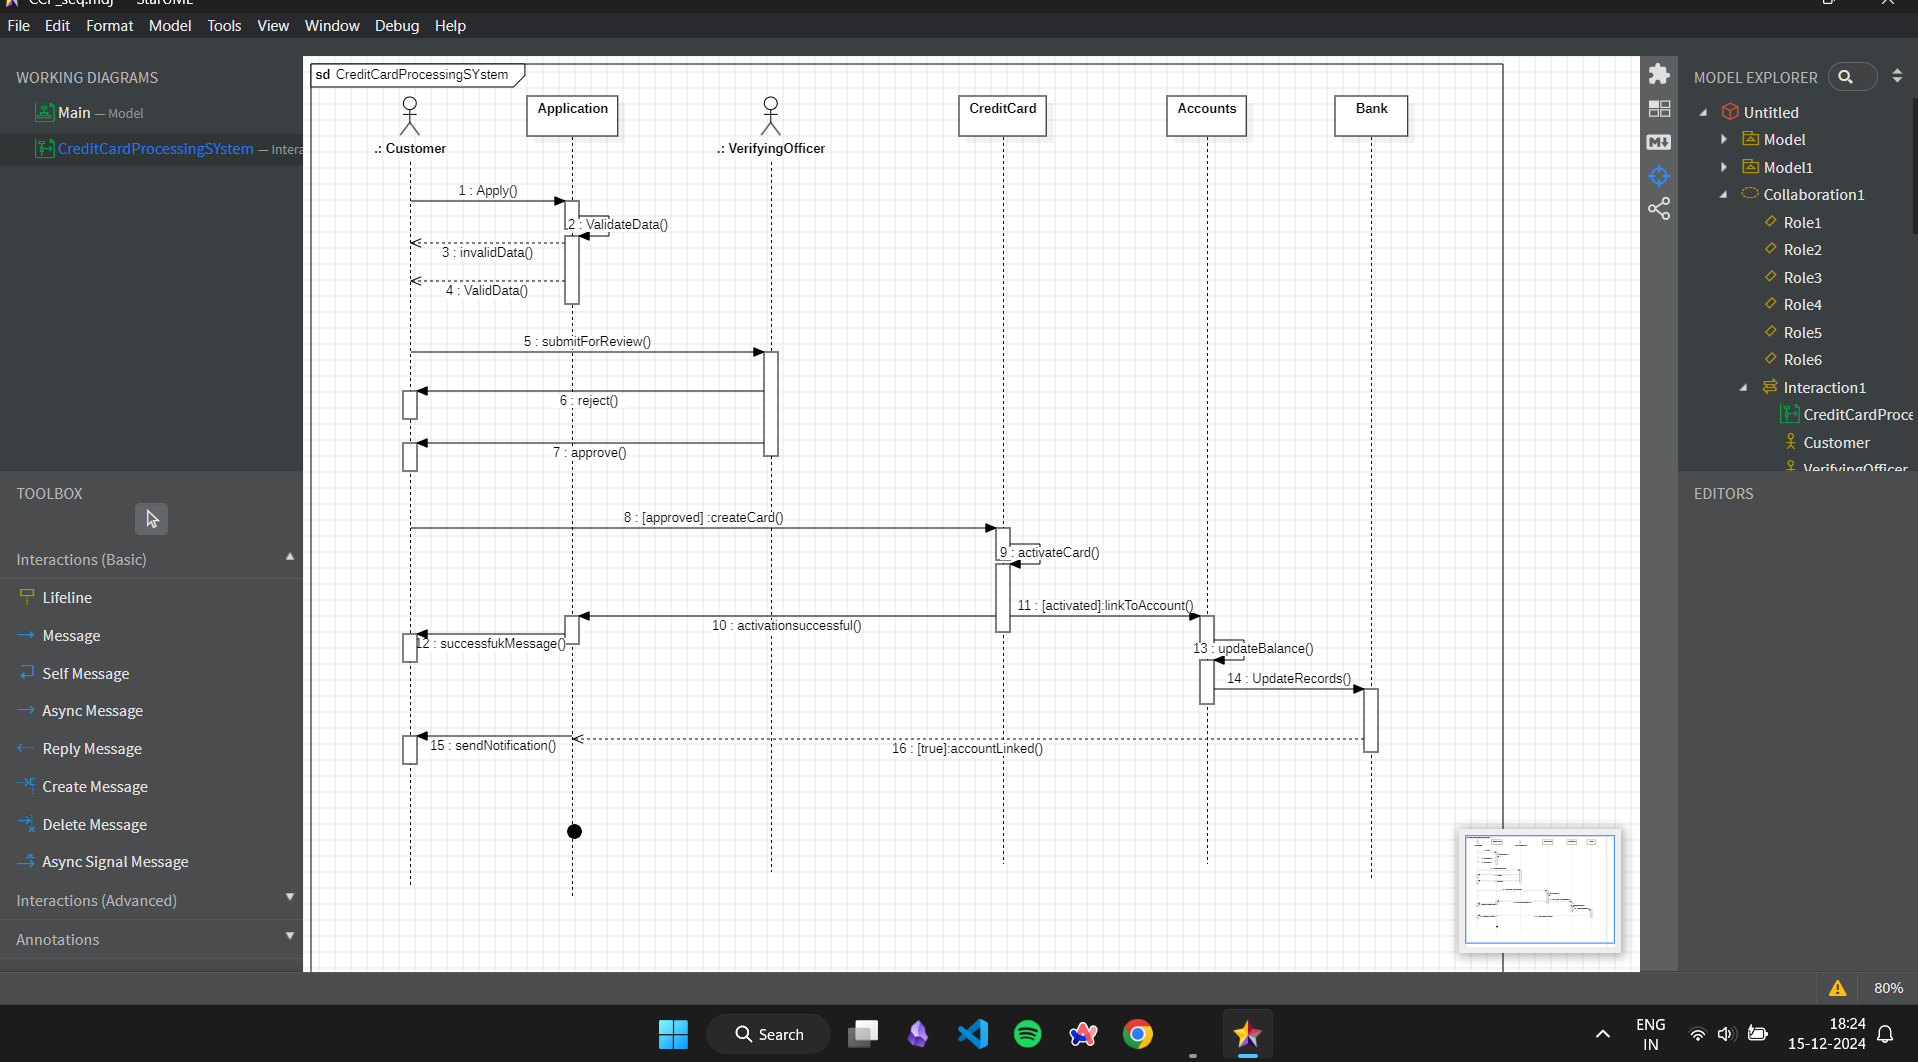 CCP_seq.mdj — StarUML
File Edit Format Model Tools View Window Debug Help
WORKING DIAGRAMS
Main — Model
CreditCardProcessingSYstem — Intera
TOOLBOX
Interactions (Basic)
Lifeline
Message
Self Message
Async Message
Reply Message
Create Message
Delete Message
Async Signal Message
Interactions (Advanced)
Annotations
sd CreditCardProcessingSYstem
.: Customer
Application
.: VerifyingOfficer
CreditCard
Accounts
Bank
1 : Apply()
2 : ValidateData()
3 : invalidData()
4 : ValidData()
5 : submitForReview()
6 : reject()
7 : approve()
8 : [approved] :createCard()
9 : activateCard()
11 : [activated]:linkToAccount()
10 : activationsuccessful()
12 : successfukMessage()
13 : updateBalance()
14 : UpdateRecords()
15 : sendNotification()
16 : [true]:accountLinked()
MODEL EXPLORER
Untitled
Model
Model1
Collaboration1
Role1
Role2
Role3
Role4
Role5
Role6
Interaction1
CreditCardProce
Customer
VerifyingOfficer
EDITORS
80%
Search
ENG
IN
18:24
15-12-2024